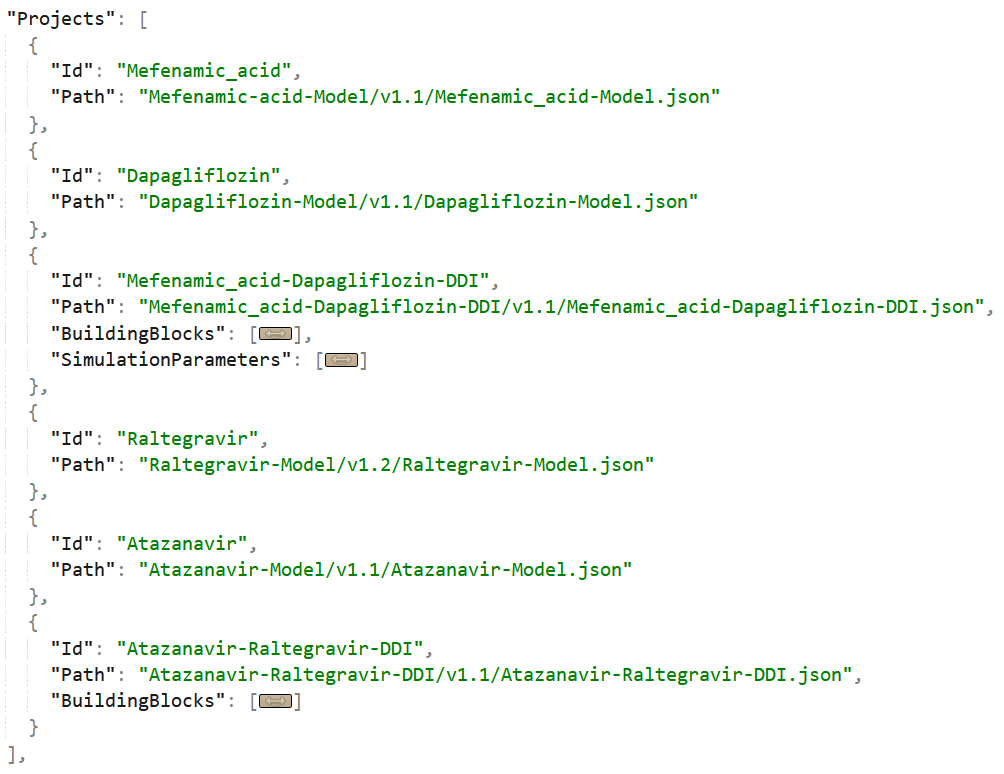 "Projects": [
{
"Id": "Mefenamic_acid",
"Path": "Mefenamic-acid-Model/v1.1/Mefenamic_acid-Model.json"
},
{
"Id": "Dapagliflozin",
"Path": "Dapagliflozin-Model/v1.1/Dapagliflozin-Model.json"
},
{
"Id": "Mefenamic_acid-Dapagliflozin-DDI",
"Path": "Mefenamic_acid-Dapagliflozin-DDI/v1.1/Mefenamic_acid-Dapagliflozin-DDI.json",
"BuildingBlocks": [↔],
"SimulationParameters": [↔]
},
{
"Id": "Raltegravir",
"Path": "Raltegravir-Model/v1.2/Raltegravir-Model.json"
},
{
"Id": "Atazanavir",
"Path": "Atazanavir-Model/v1.1/Atazanavir-Model.json"
},
{
"Id": "Atazanavir-Raltegravir-DDI",
"Path": "Atazanavir-Raltegravir-DDI/v1.1/Atazanavir-Raltegravir-DDI.json",
"BuildingBlocks": [↔]
}
],